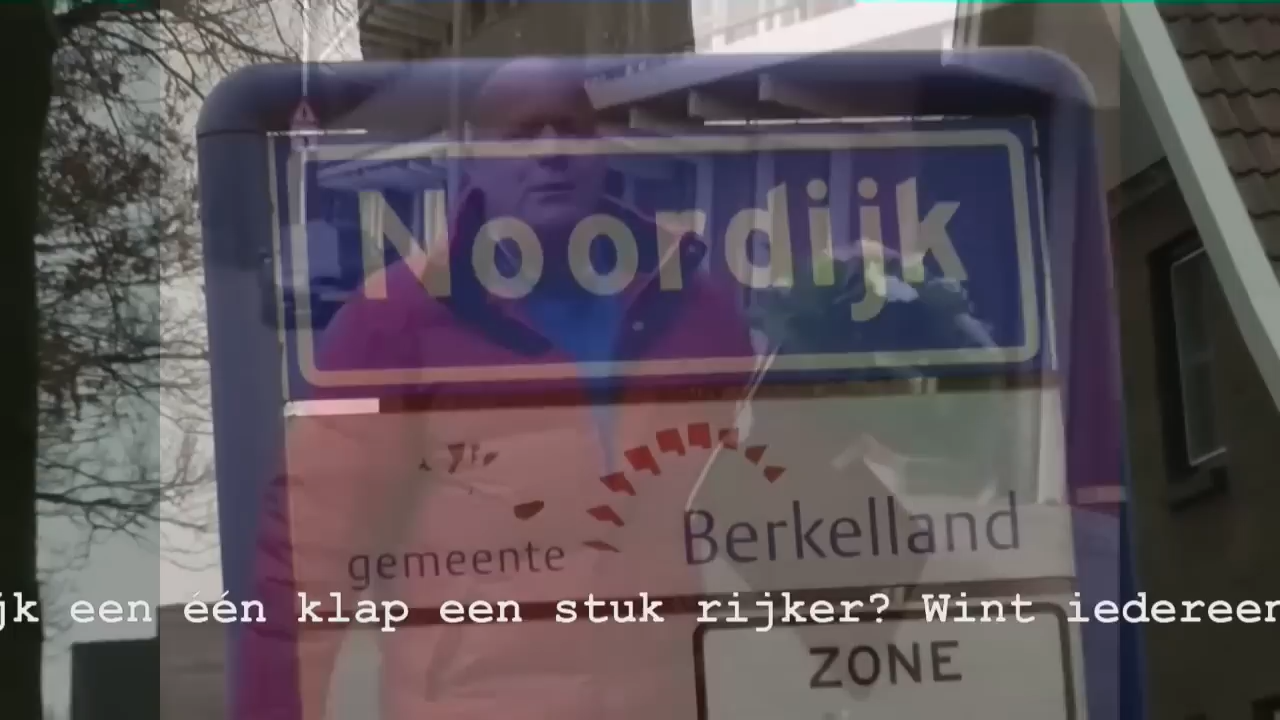 Noordijk
gemeente Berkelland
jk een één klap een stuk rijker? Wint iedereen
ZONE